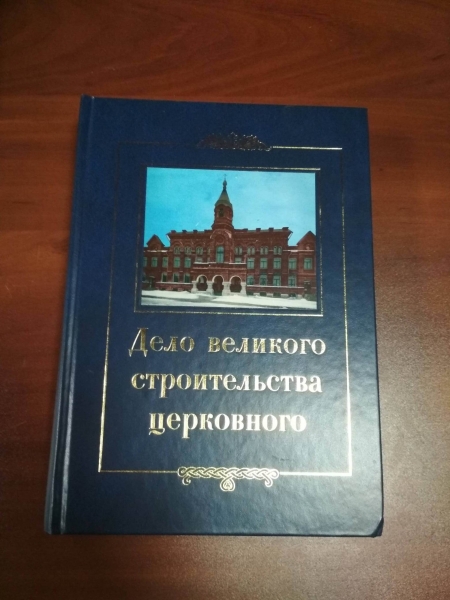 Дело великого
строительства
церковного